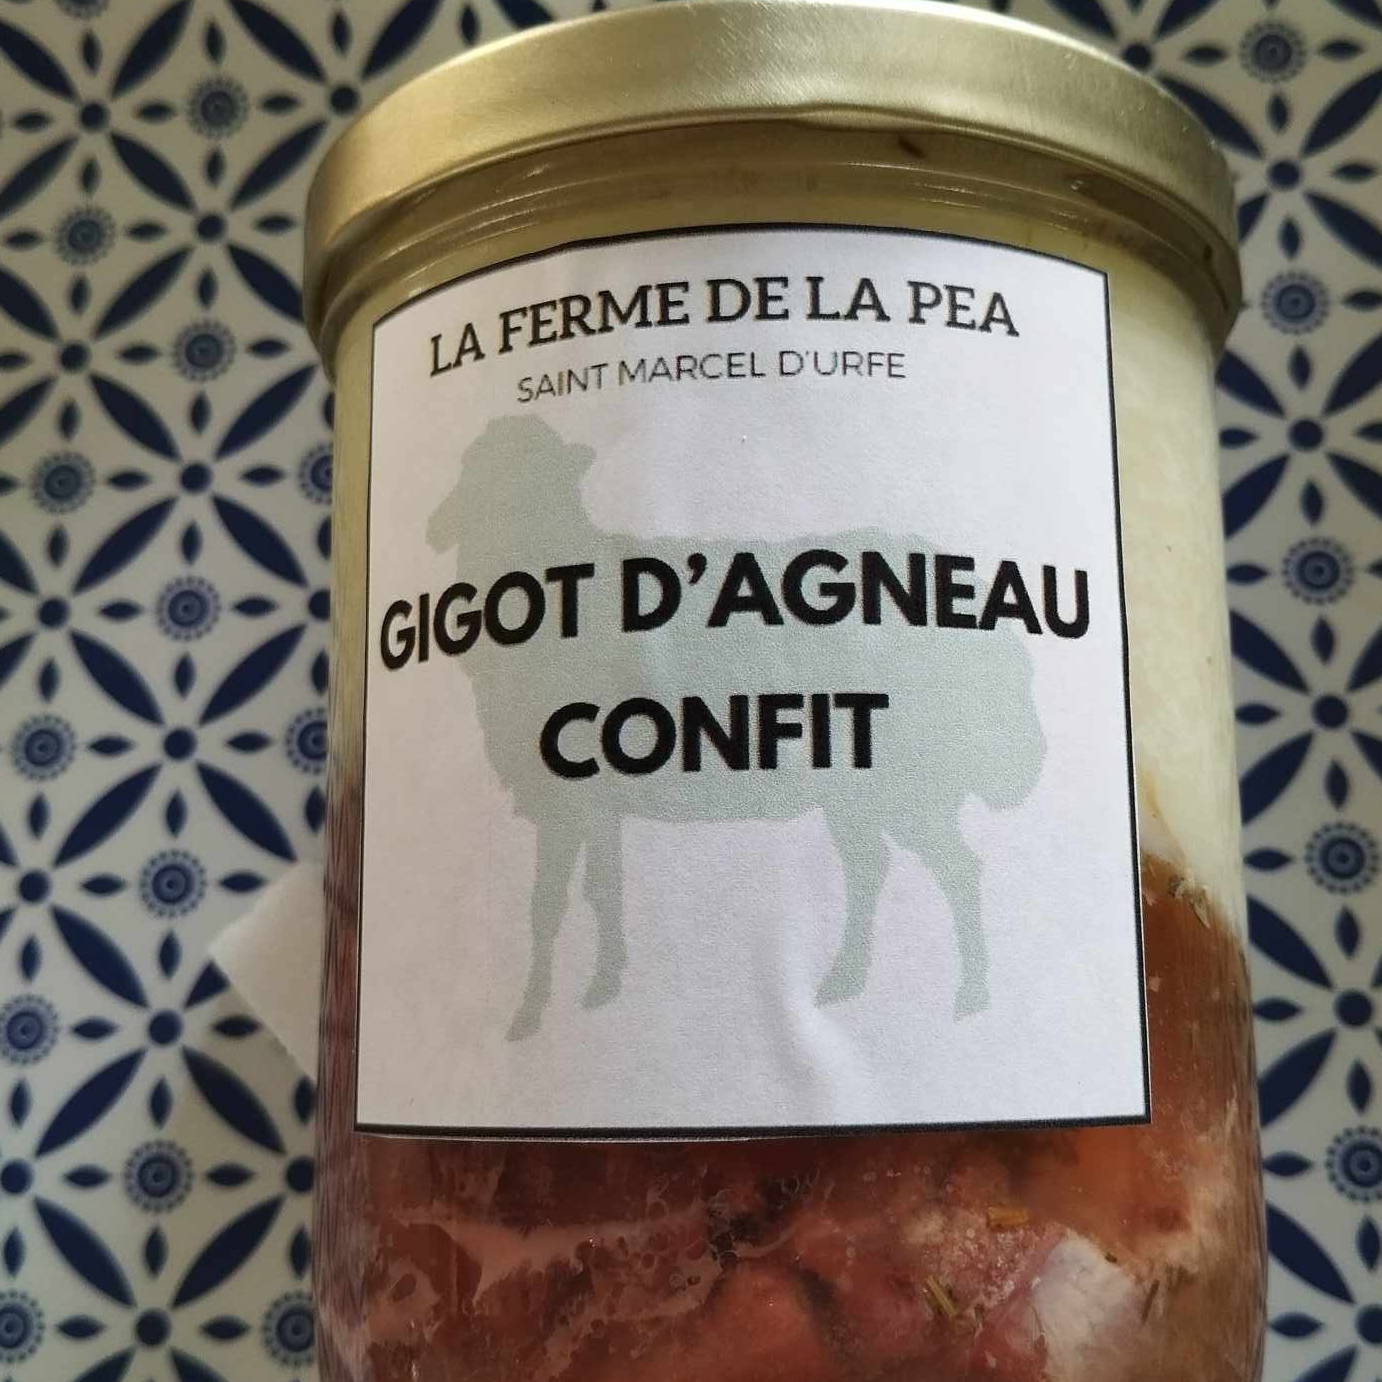 LA FERME DE LA PEA
SAINT MARCEL D'URFE
GIGOT D'AGNEAU
CONFIT